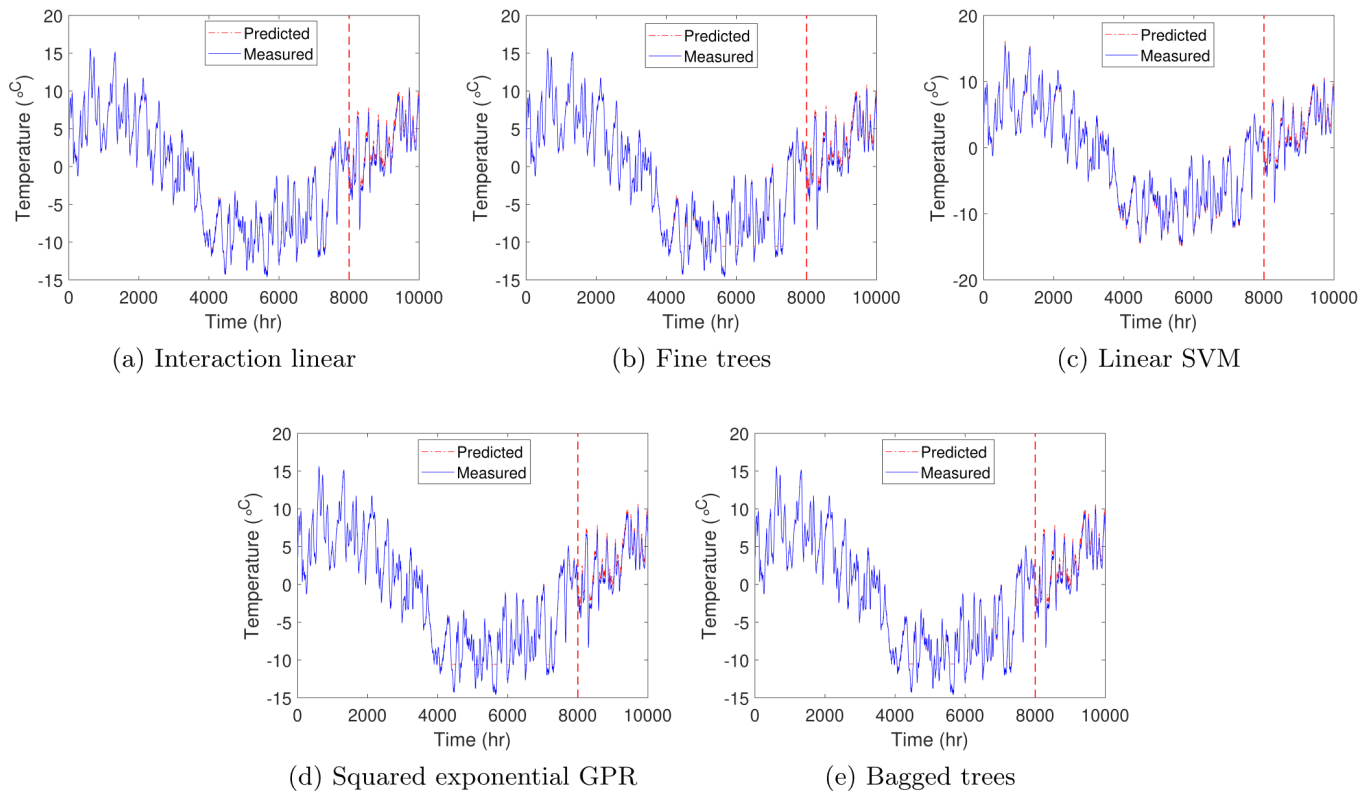 20
15
10
5
0
-5
-10
-15
Temperature (°C)
Predicted
Measured
0 2000 4000 6000 8000 10000
Time (hr)
(a) Interaction linear
20
15
10
5
0
-5
-10
-15
Temperature (°C)
Predicted
Measured
0 2000 4000 6000 8000 10000
Time (hr)
(b) Fine trees
20
10
0
-10
-20
Temperature (°C)
Predicted
Measured
0 2000 4000 6000 8000 10000
Time (hr)
(c) Linear SVM
20
15
10
5
0
-5
-10
-15
Temperature (°C)
Predicted
Measured
0 2000 4000 6000 8000 10000
Time (hr)
(d) Squared exponential GPR
20
15
10
5
0
-5
-10
-15
Temperature (°C)
Predicted
Measured
0 2000 4000 6000 8000 10000
Time (hr)
(e) Bagged trees